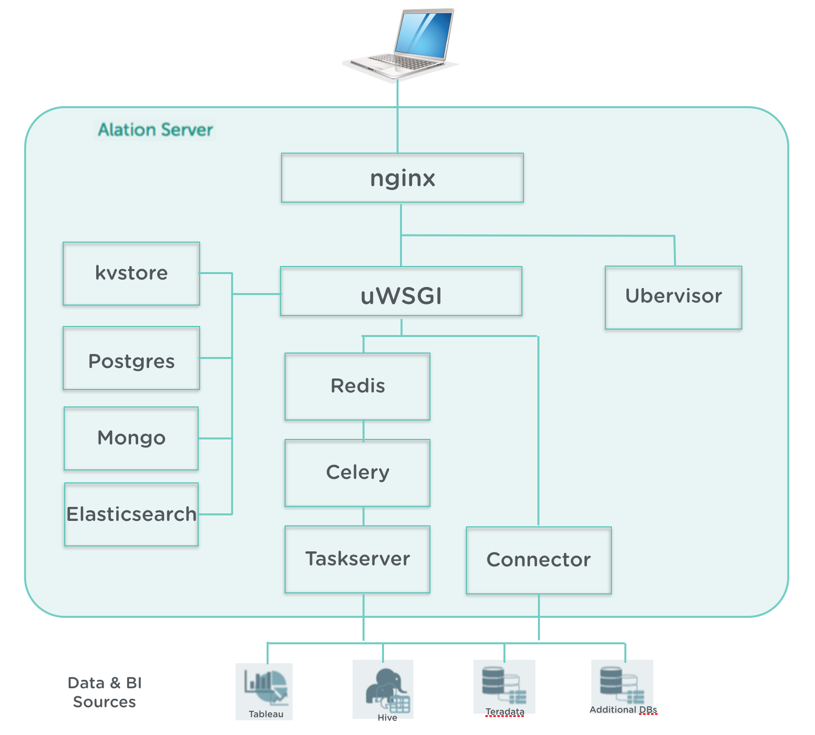 Alation Server
nginx
kvstore
uWSGI
Ubervisor
Postgres
Redis
Mongo
Celery
Elasticsearch
Taskserver
Connector
Data & BI
Sources
Tableau
Hive
Teradata
Additional DBs